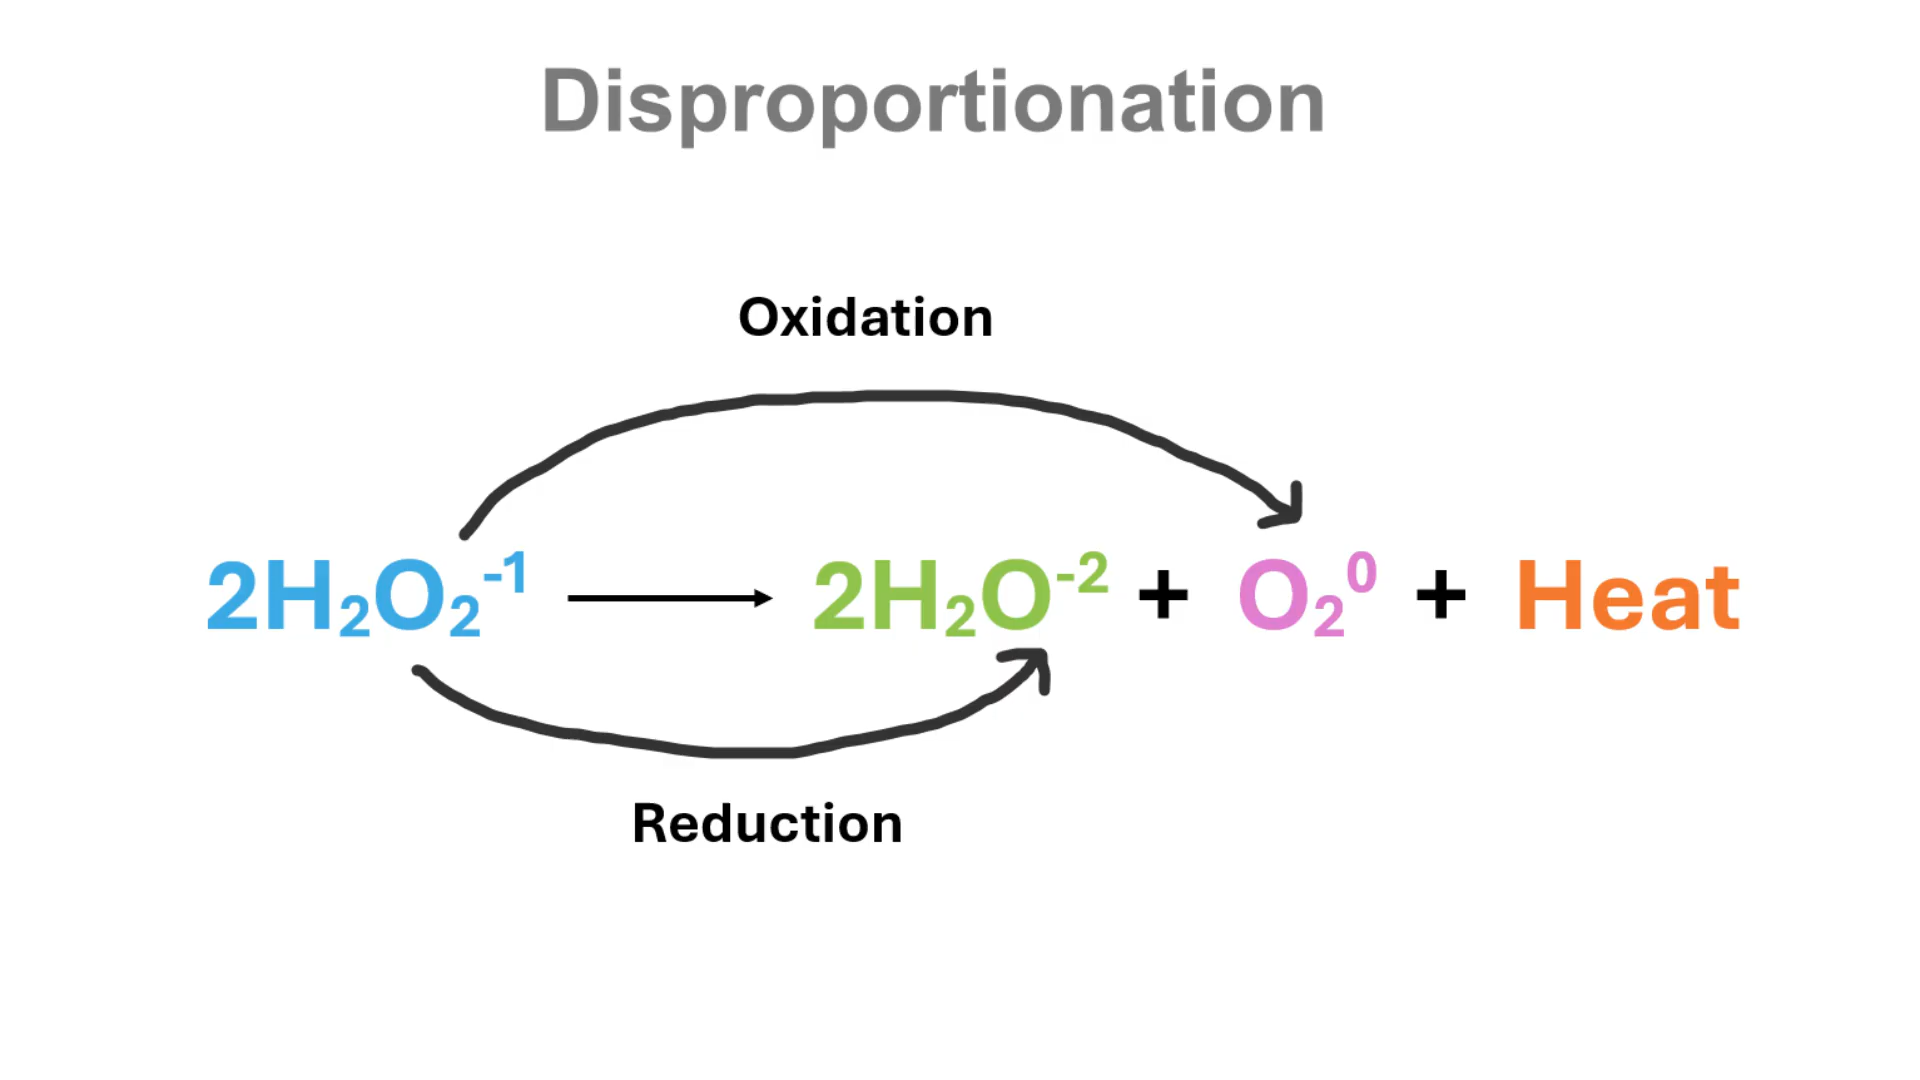 Disproportionation
Oxidation
2H₂O₂⁻¹ → 2H₂O⁻² + O₂⁰ + Heat
Reduction